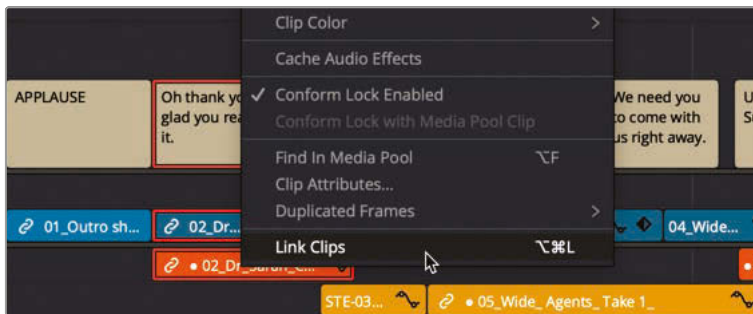 Clip Color >
Cache Audio Effects
APPLAUSE
Oh thank yo
glad you rea
it.
✓ Conform Lock Enabled
Conform Lock with Media Pool Clip
We need you
to come with
us right away.
Find In Media Pool ⌥F
Clip Attributes...
Duplicated Frames >
01_Outro sh...
02_Dr...
04_Wide...
Link Clips ⌥⌘L
STE-03...
05_Wide_ Agents_ Take 1_